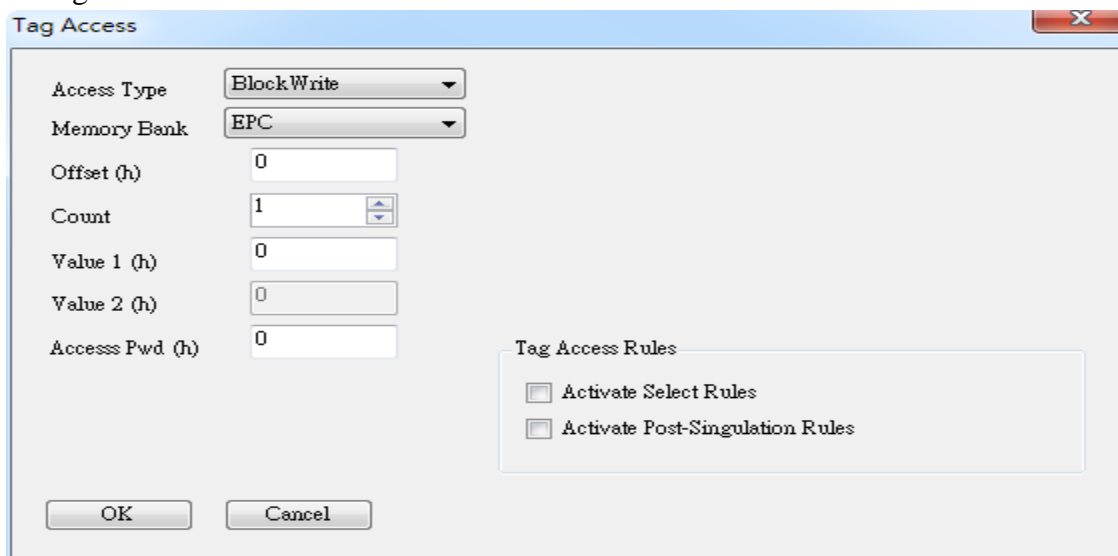 Tag Access
Access Type BlockWrite
Memory Bank EPC
Offset (h) 0
Count 1
Value 1 (h) 0
Value 2 (h) 0
Accesss Pwd (h) 0
Tag Access Rules
Activate Select Rules
Activate Post-Singulation Rules
OK Cancel